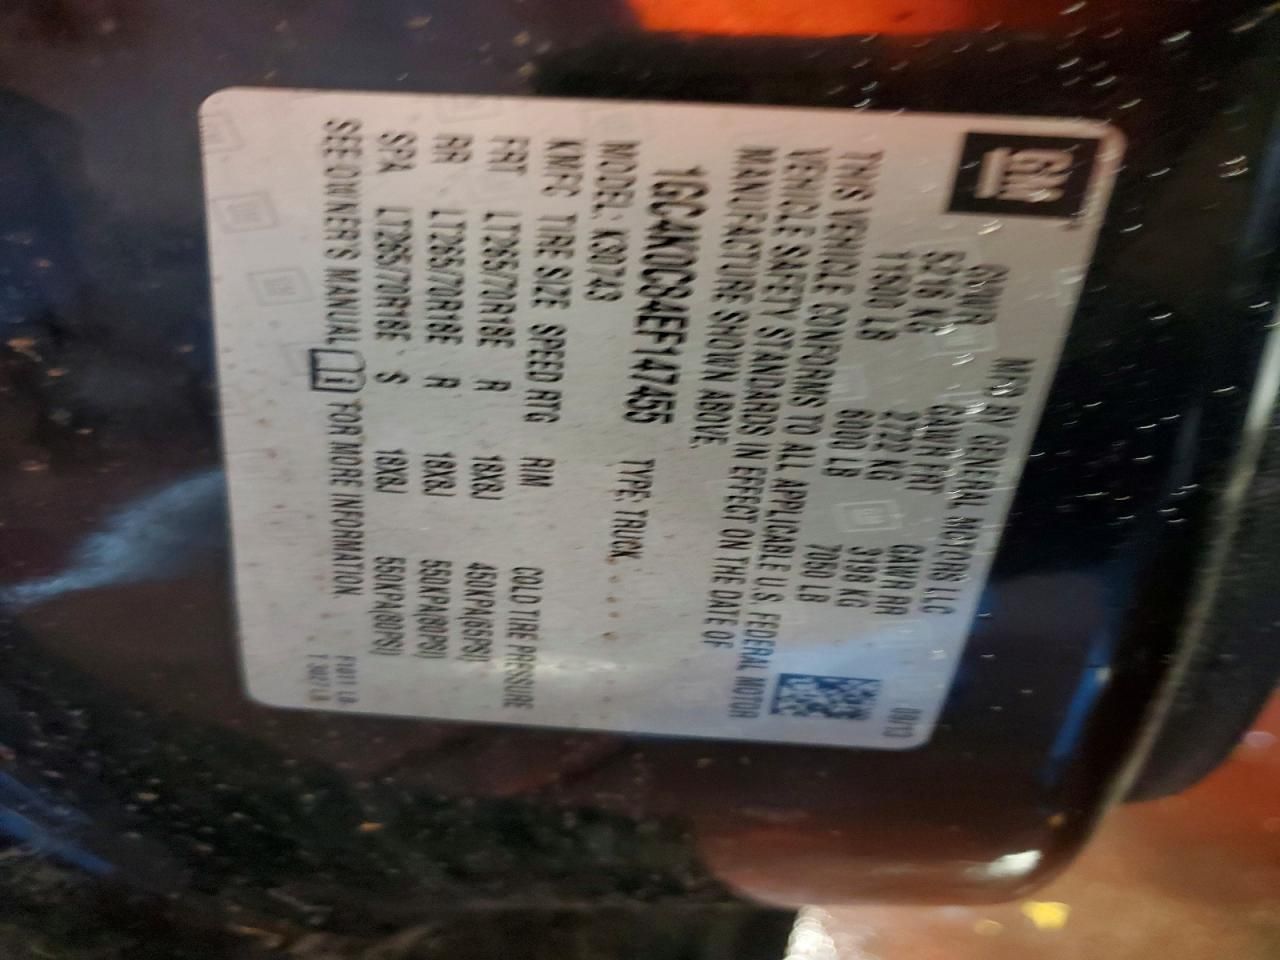 GM
MFD BY GENERAL MOTORS LLC 08/13
GVWR GAWR FRT GAWR RR
5216 KG 2722 KG 3198 KG
11500 LB 6000 LB 7050 LB
THIS VEHICLE CONFORMS TO ALL APPLICABLE U.S. FEDERAL MOTOR
VEHICLE SAFETY STANDARDS IN EFFECT ON THE DATE OF
MANUFACTURE SHOWN ABOVE.
1GC4K0C84EF147455 TYPE: TRUCK
MODEL: K30743
KWFC TIRE SIZE SPEED RTG RIM COLD TIRE PRESSURE
FRT LT265/70R18E R 18X8J 450KPA(65PSI)
RR LT265/70R18E R 18X8J 550KPA(80PSI)
SPA LT265/70R18E S 18X8J 550KPA(80PSI)
SEE OWNER'S MANUAL FOR MORE INFORMATION